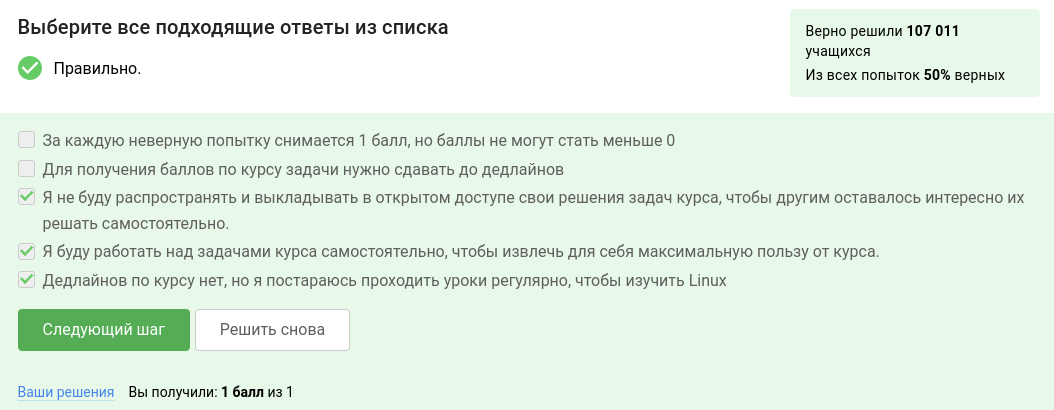 Выберите все подходящие ответы из списка
Правильно.
Верно решили 107 011
учащихся
Из всех попыток 50% верных
За каждую неверную попытку снимается 1 балл, но баллы не могут стать меньше 0
Для получения баллов по курсу задачи нужно сдавать до дедлайнов
Я не буду распространять и выкладывать в открытом доступе свои решения задач курса, чтобы другим оставалось интересно их
решать самостоятельно.
Я буду работать над задачами курса самостоятельно, чтобы извлечь для себя максимальную пользу от курса.
Дедлайнов по курсу нет, но я постараюсь проходить уроки регулярно, чтобы изучить Linux
Следующий шаг Решить снова
Ваши решения Вы получили: 1 балл из 1